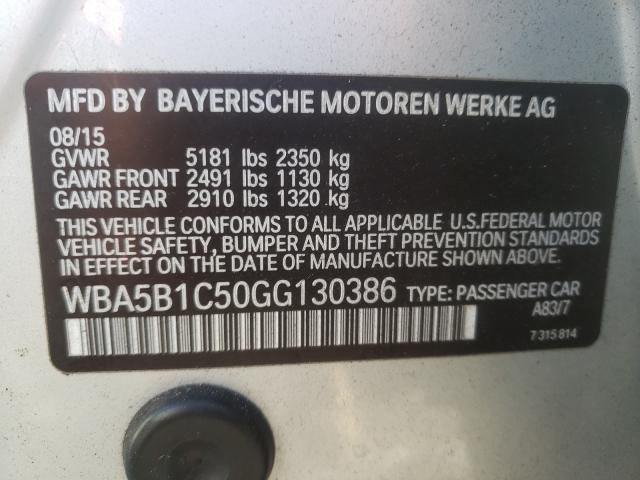 MFD BY BAYERISCHE MOTOREN WERKE AG
08/15
GVWR 5181 lbs 2350 kg
GAWR FRONT 2491 lbs 1130 kg
GAWR REAR 2910 lbs 1320 kg
THIS VEHICLE CONFORMS TO ALL APPLICABLE U.S.FEDERAL MOTOR
VEHICLE SAFETY, BUMPER AND THEFT PREVENTION STANDARDS
IN EFFECT ON THE DATE OF MANUFACTURE SHOWN ABOVE.
WBA5B1C50GG130386 TYPE: PASSENGER CAR
A83/7
7 315 814